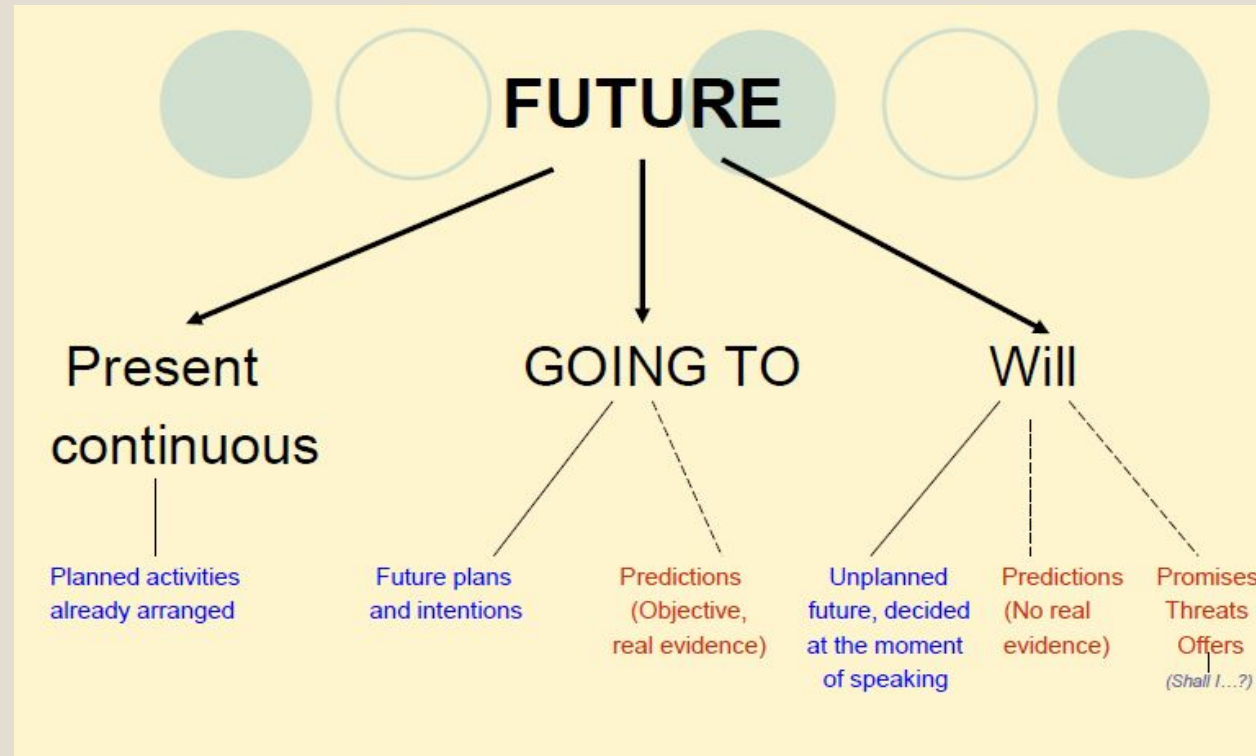 FUTURE
Present
continuous
GOING TO
Will
Planned activities
already arranged
Future plans
and intentions
Predictions
(Objective,
real evidence)
Unplanned
future, decided
at the moment
of speaking
Predictions
(No real
evidence)
Promises
Threats
Offers
(Shall I…?)